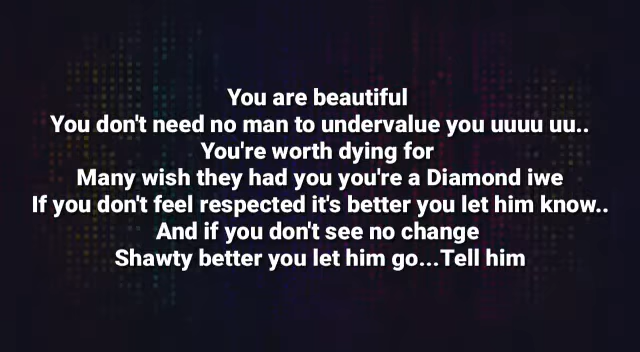 You are beautiful
You don't need no man to undervalue you uuuu uu..
You're worth dying for
Many wish they had you you're a Diamond iwe
If you don't feel respected it's better you let him know..
And if you don't see no change
Shawty better you let him go...Tell him